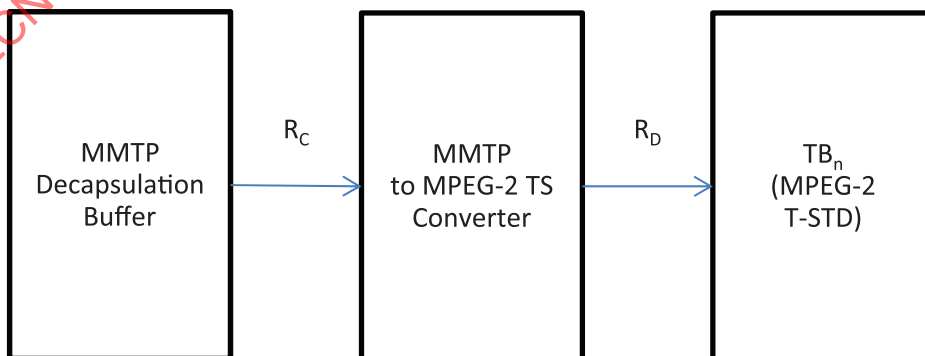 MMTP
Decapsulation
Buffer
R_C
MMTP
to MPEG-2 TS
Converter
R_D
TB_n
(MPEG-2
T-STD)